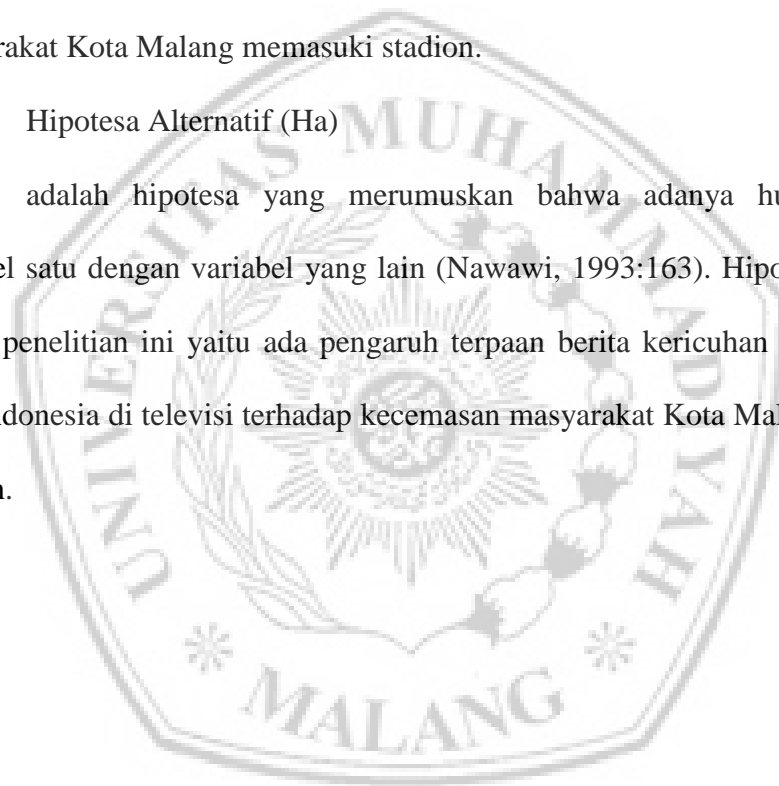 rakat Kota Malang memasuki stadion.
Hipotesa Alternatif (Ha)
adalah hipotesa yang merumuskan bahwa adanya hu
el satu dengan variabel yang lain (Nawawi, 1993:163). Hipo
penelitian ini yaitu ada pengaruh terpaan berita kericuhan
donesia di televisi terhadap kecemasan masyarakat Kota Mal
n.
UNIVERSITAS MUHAMMADIYAH
MALANG